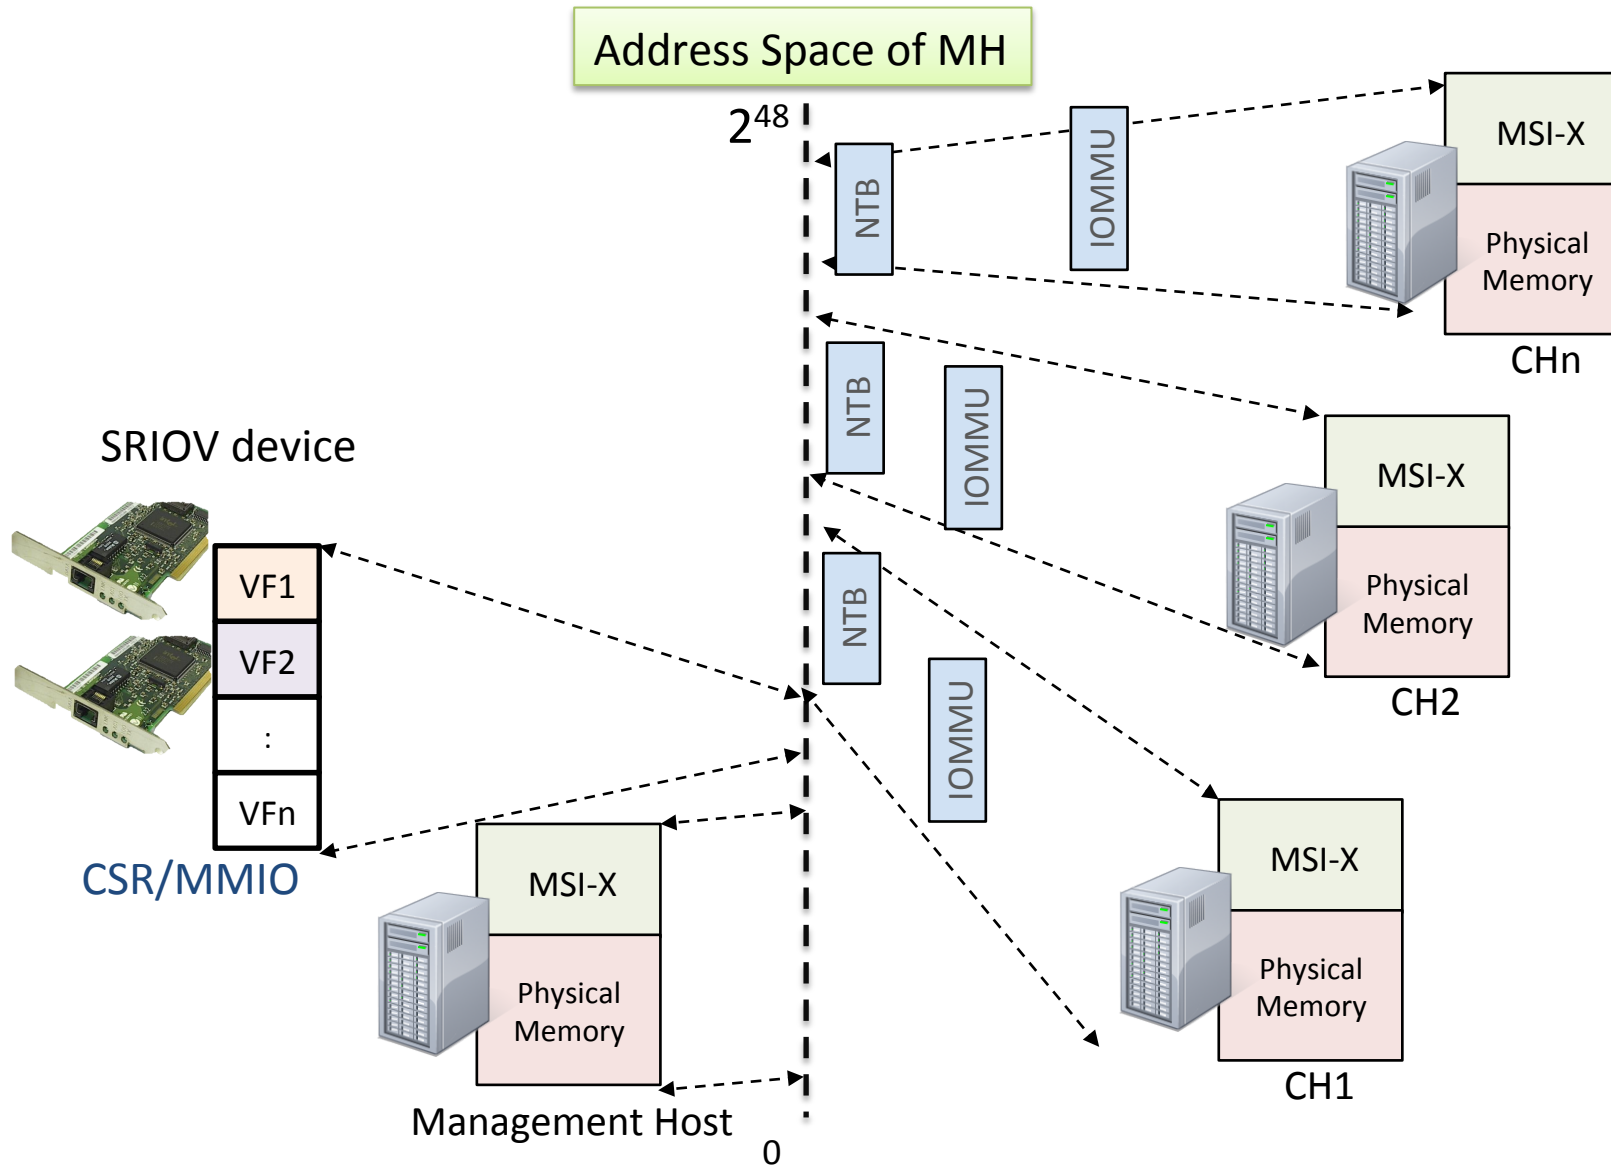 Address Space of MH
2^48
NTB
IOMMU
MSI-X
Physical
Memory
CHn
NTB
IOMMU
MSI-X
Physical
Memory
CH2
SRIOV device
VF1
VF2
:
VFn
CSR/MMIO
NTB
IOMMU
MSI-X
Physical
Memory
CH1
MSI-X
Physical
Memory
Management Host
0